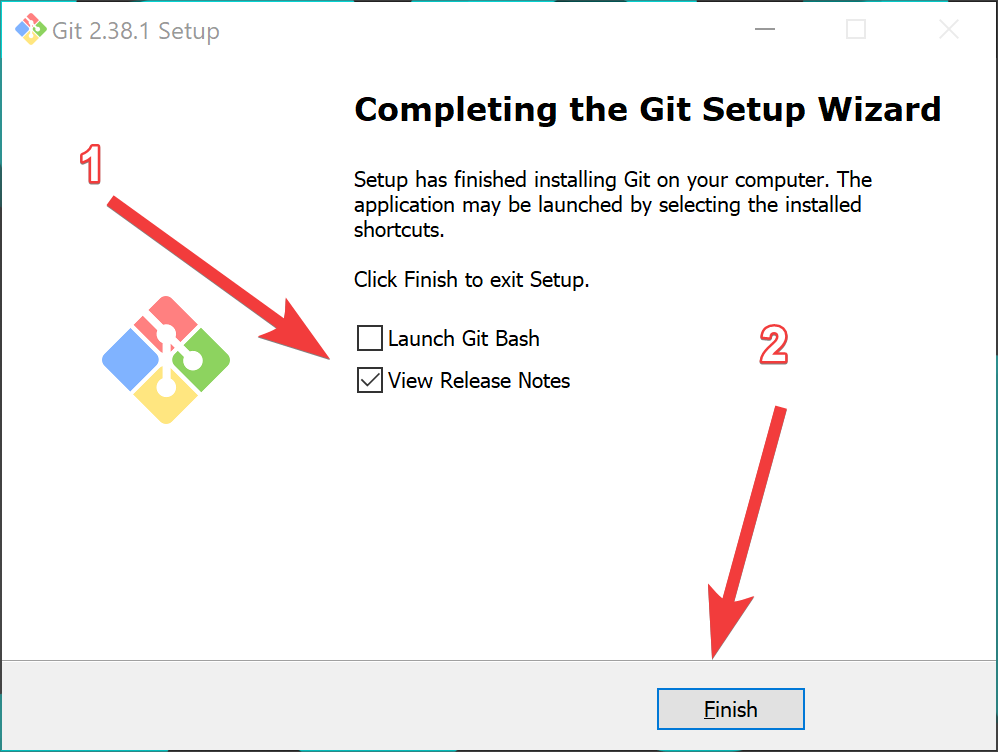 Git 2.38.1 Setup
Completing the Git Setup Wizard
1
Setup has finished installing Git on your computer. The
application may be launched by selecting the installed
shortcuts.
Click Finish to exit Setup.
Launch Git Bash
2
View Release Notes
Finish